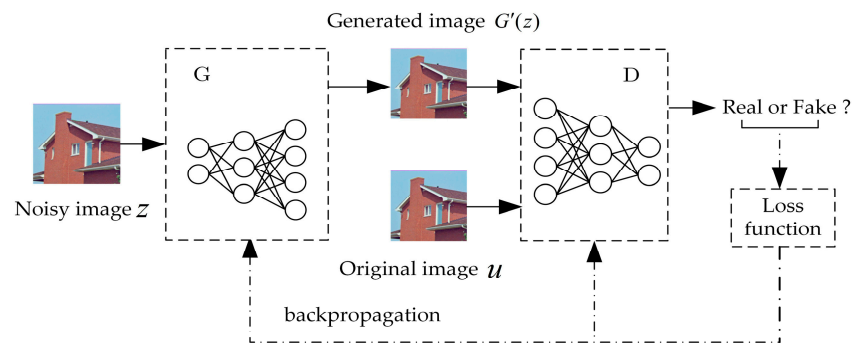 Generated image G′(z)
G
D
Real or Fake ?
Noisy image z
Loss
function
Original image u
backpropagation